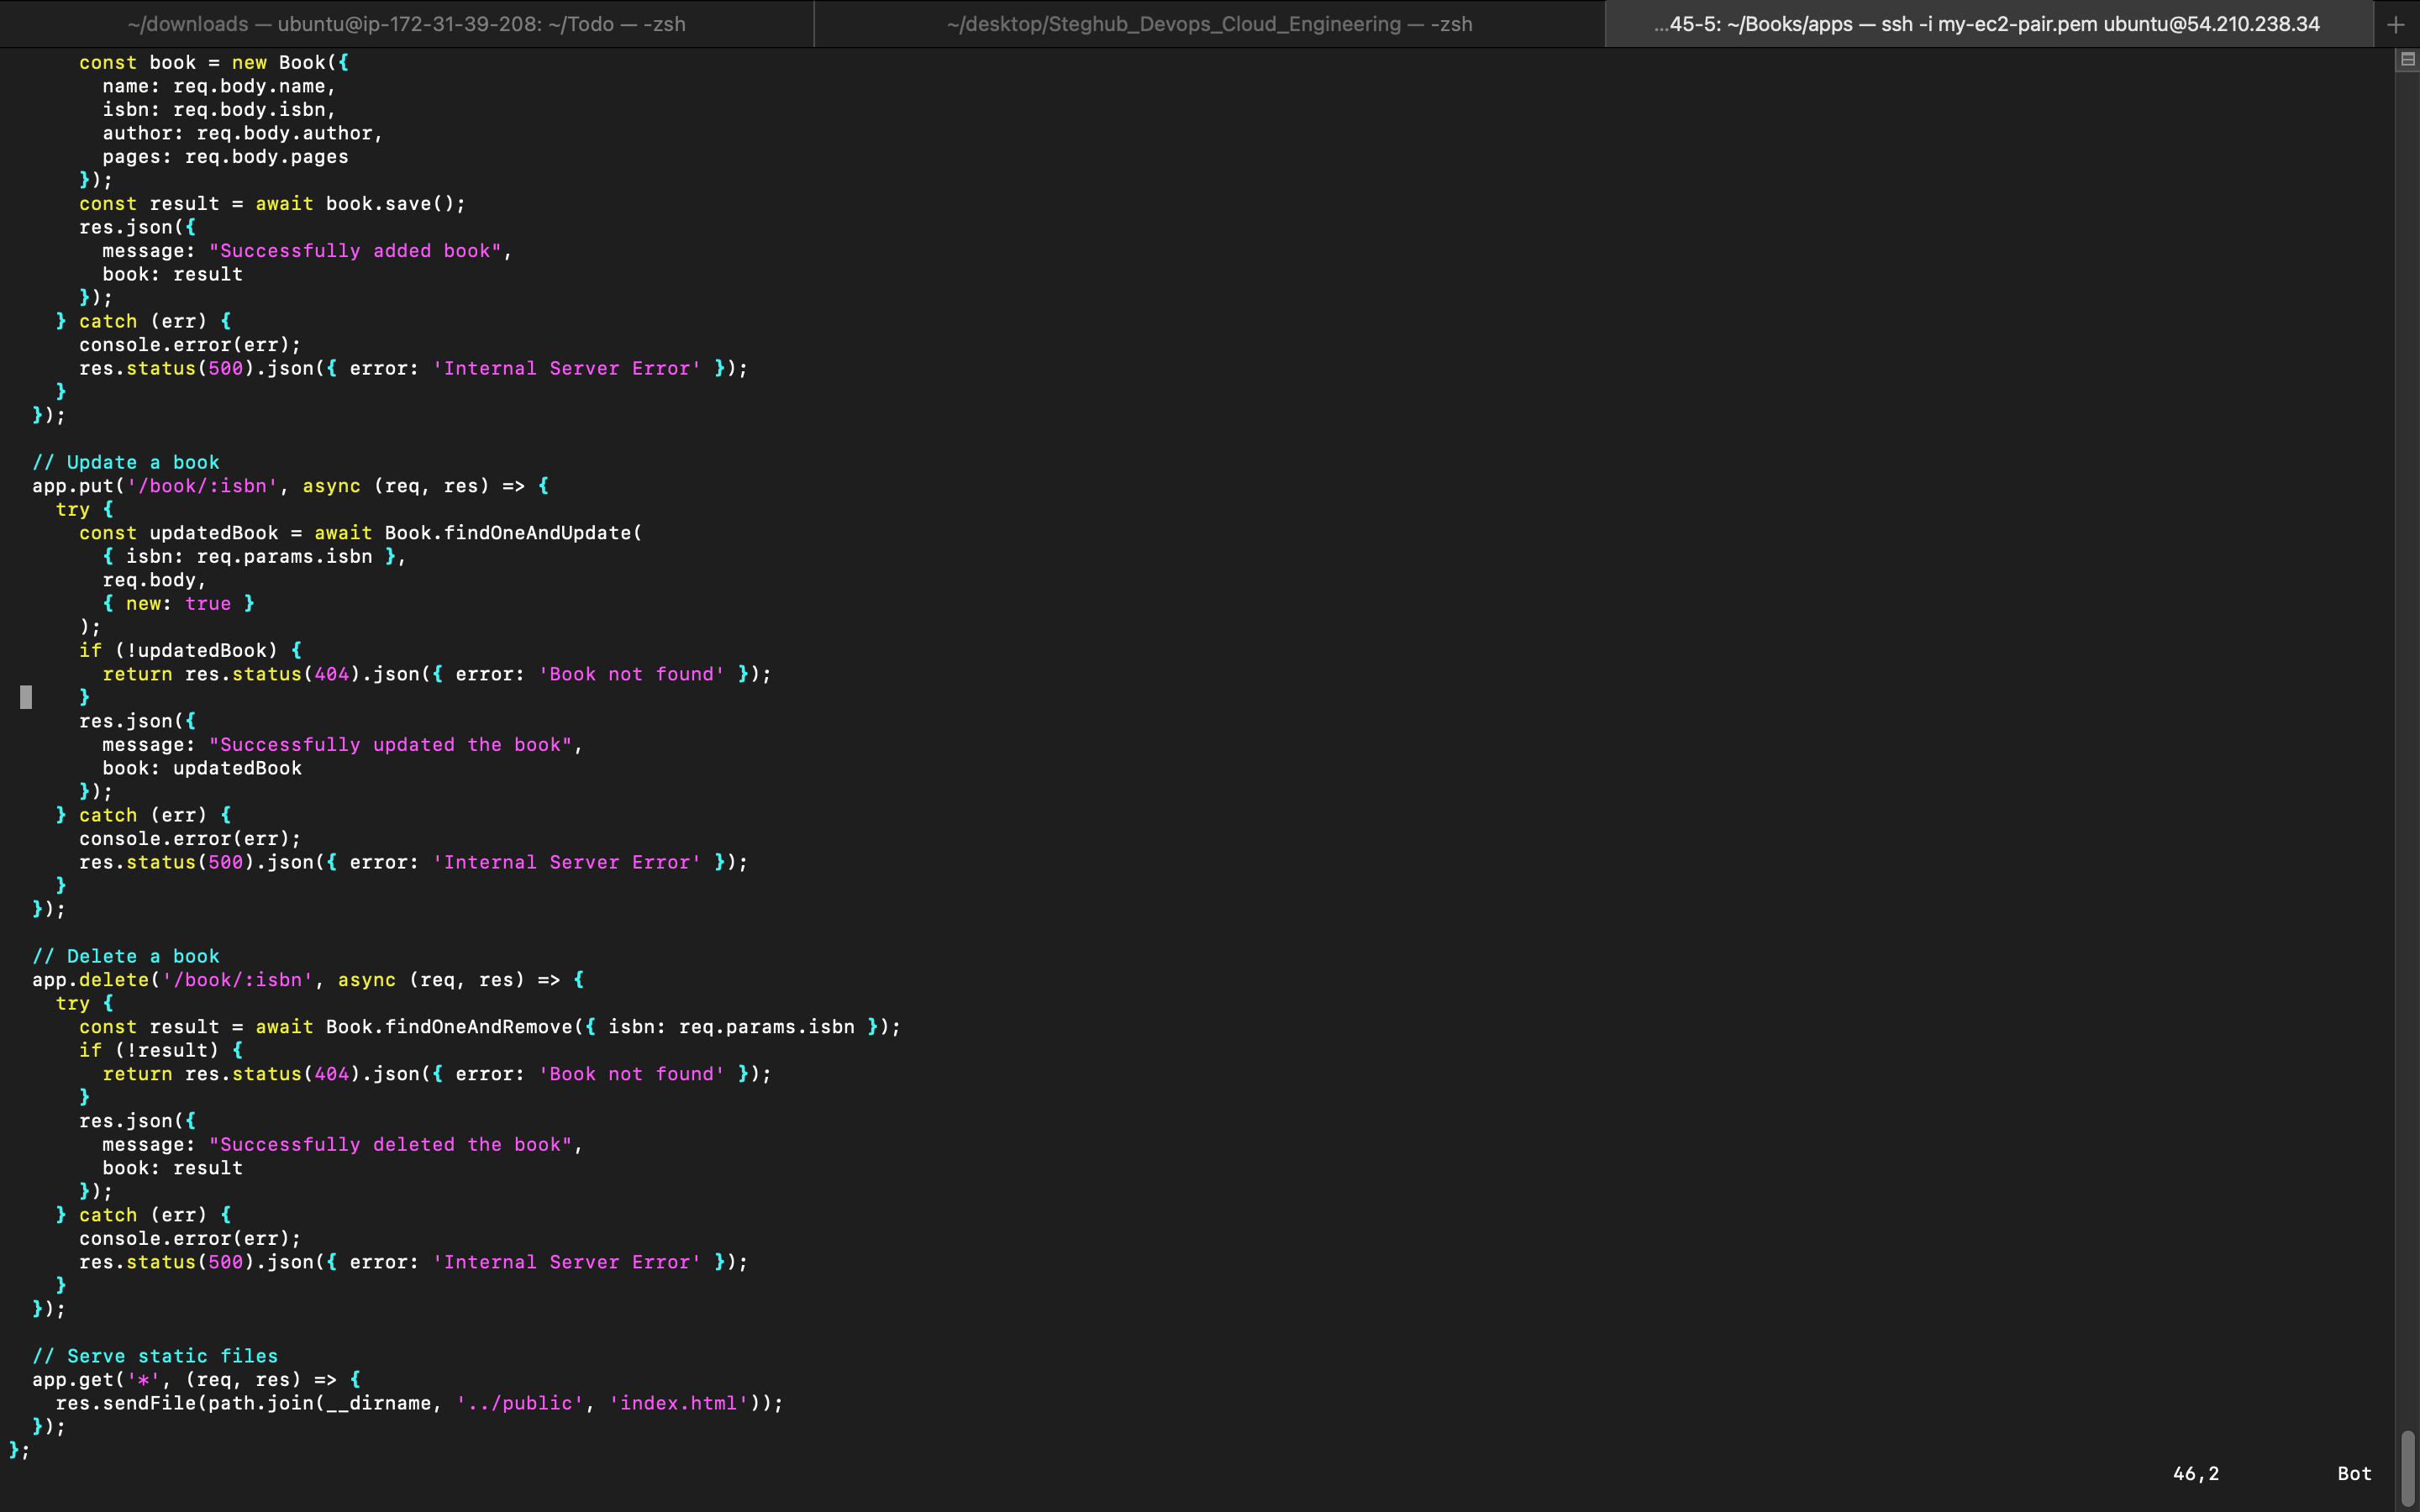 ~/downloads — ubuntu@ip-172-31-39-208: ~/Todo — -zsh
~/desktop/Steghub_Devops_Cloud_Engineering — -zsh
...45-5: ~/Books/apps — ssh -i my-ec2-pair.pem ubuntu@54.210.238.34
+
      const book = new Book({
        name: req.body.name,
        isbn: req.body.isbn,
        author: req.body.author,
        pages: req.body.pages
      });
      const result = await book.save();
      res.json({
        message: "Successfully added book",
        book: result
      });
    } catch (err) {
      console.error(err);
      res.status(500).json({ error: 'Internal Server Error' });
    }
  });

  // Update a book
  app.put('/book/:isbn', async (req, res) => {
    try {
      const updatedBook = await Book.findOneAndUpdate(
        { isbn: req.params.isbn },
        req.body,
        { new: true }
      );
      if (!updatedBook) {
        return res.status(404).json({ error: 'Book not found' });
      }
      res.json({
        message: "Successfully updated the book",
        book: updatedBook
      });
    } catch (err) {
      console.error(err);
      res.status(500).json({ error: 'Internal Server Error' });
    }
  });

  // Delete a book
  app.delete('/book/:isbn', async (req, res) => {
    try {
      const result = await Book.findOneAndRemove({ isbn: req.params.isbn });
      if (!result) {
        return res.status(404).json({ error: 'Book not found' });
      }
      res.json({
        message: "Successfully deleted the book",
        book: result
      });
    } catch (err) {
      console.error(err);
      res.status(500).json({ error: 'Internal Server Error' });
    }
  });

  // Serve static files
  app.get('*', (req, res) => {
    res.sendFile(path.join(__dirname, '../public', 'index.html'));
  });
};
46,2 Bot